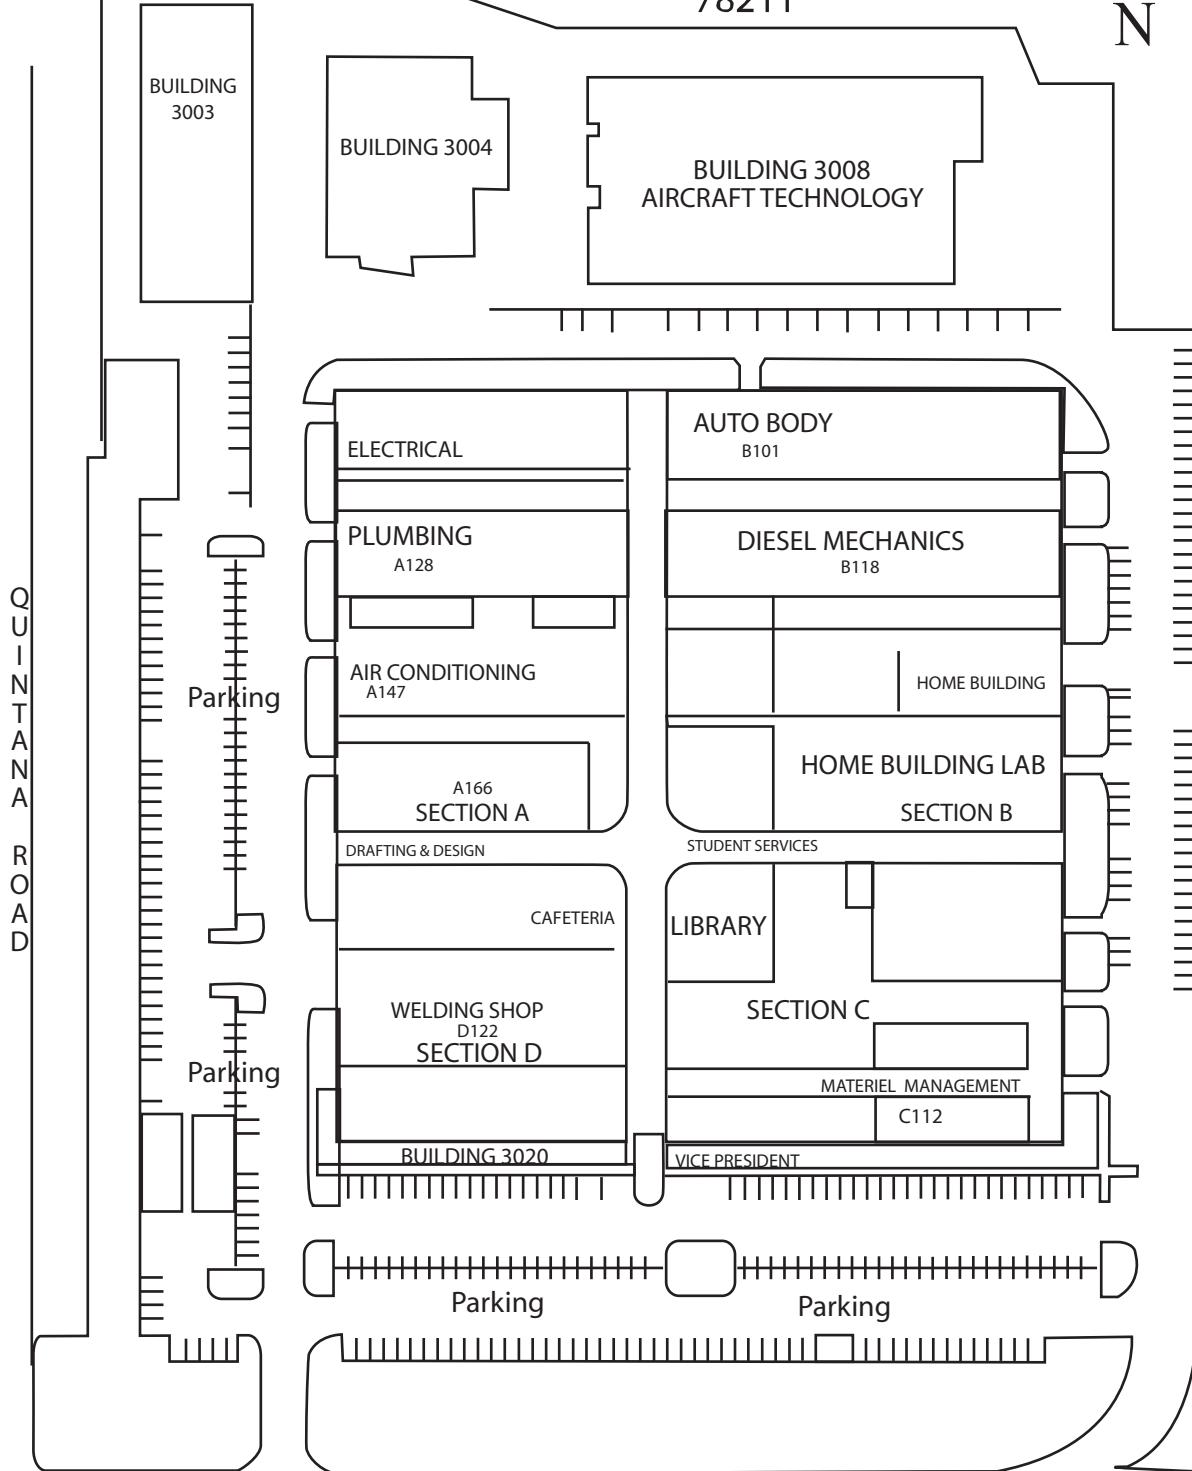 78211
N
BUILDING
3003
BUILDING 3004
BUILDING 3008
AIRCRAFT TECHNOLOGY
ELECTRICAL
AUTO BODY
B101
PLUMBING
A128
DIESEL MECHANICS
B118
AIR CONDITIONING
A147
HOME BUILDING
Parking
A166
SECTION A
HOME BUILDING LAB
SECTION B
DRAFTING & DESIGN
STUDENT SERVICES
QUINTANA ROAD
CAFETERIA
LIBRARY
WELDING SHOP
D122
SECTION D
SECTION C
Parking
MATERIEL MANAGEMENT
C112
BUILDING 3020
VICE PRESIDENT
Parking
Parking